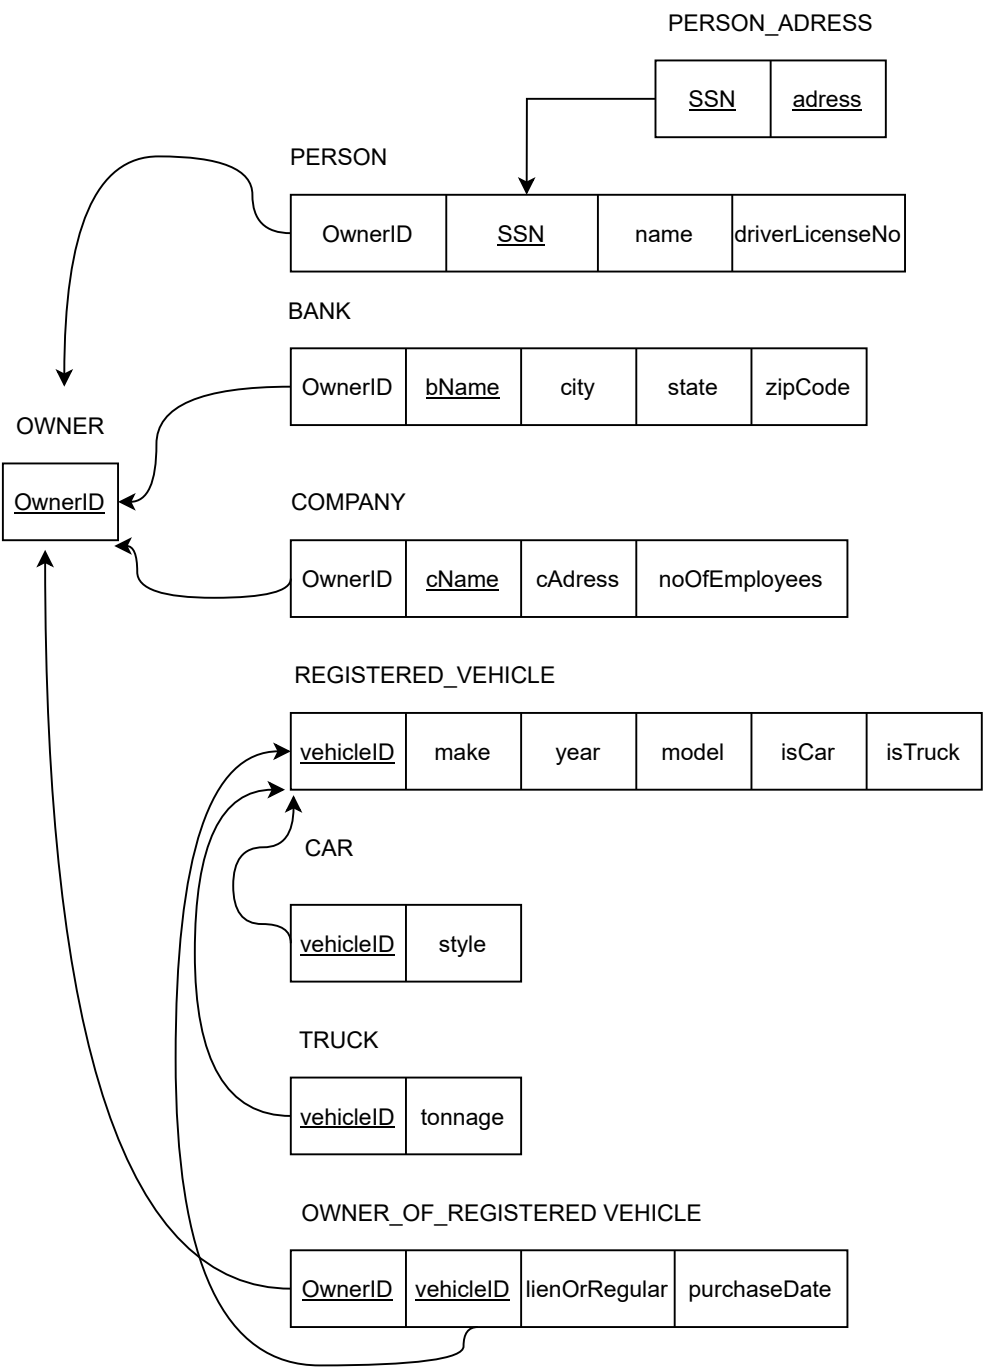 PERSON_ADRESS
SSN adress
PERSON
OwnerID SSN name driverLicenseNo
BANK
OwnerID bName city state zipCode
OWNER
OwnerID
COMPANY
OwnerID cName cAdress noOfEmployees
REGISTERED_VEHICLE
vehicleID make year model isCar isTruck
CAR
vehicleID style
TRUCK
vehicleID tonnage
OWNER_OF_REGISTERED VEHICLE
OwnerID vehicleID lienOrRegular purchaseDate